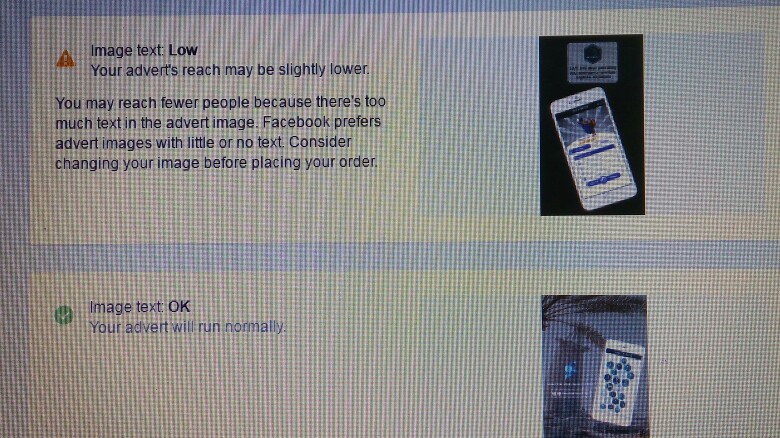 Image text: Low
Your advert's reach may be slightly lower.
You may reach fewer people because there's too
much text in the advert image. Facebook prefers
advert images with little or no text. Consider
changing your image before placing your order.
Image text: OK
Your advert will run normally.